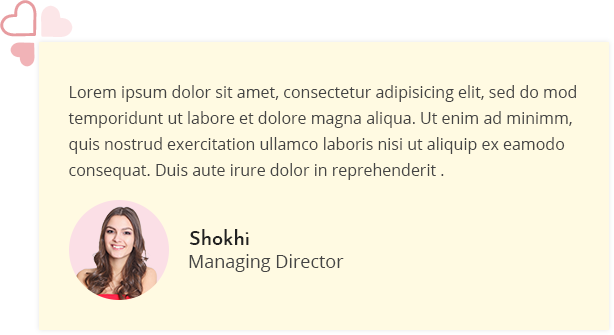 Lorem ipsum dolor sit amet, consectetur adipisicing elit, sed do mod
temporidunt ut labore et dolore magna aliqua. Ut enim ad minimm,
quis nostrud exercitation ullamco laboris nisi ut aliquip ex eamodo
consequat. Duis aute irure dolor in reprehenderit .
Shokhi
Managing Director